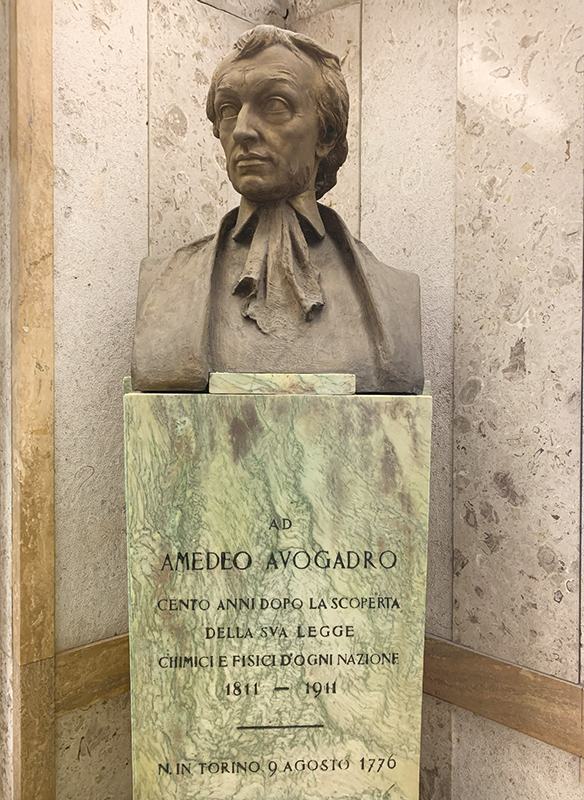 AD
AMEDEO AVOGADRO
CENTO ANNI DOPO LA SCOPERTA
DELLA SVA LEGGE
CHIMICI E FISICI D'OGNI NAZIONE
1811 — 1911
N. IN TORINO 9 AGOSTO 1776